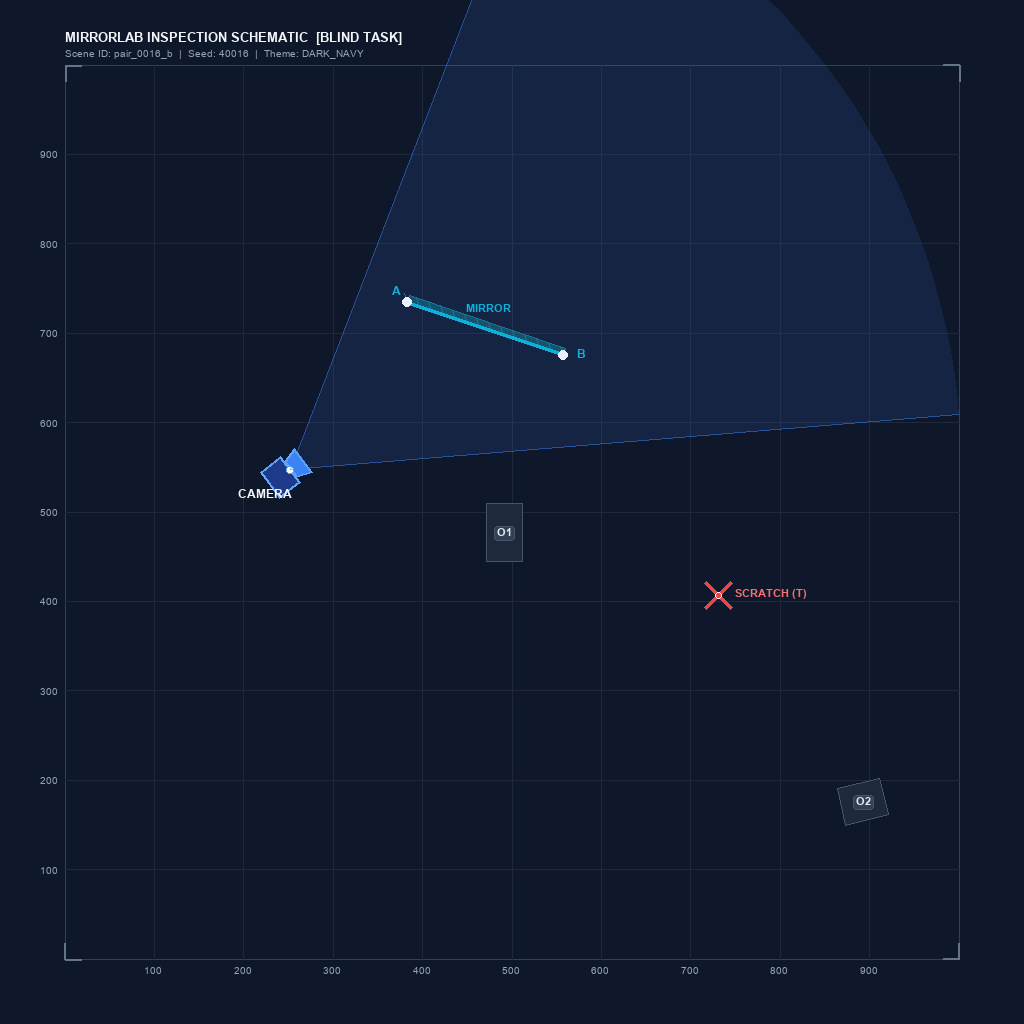 MIRRORLAB INSPECTION SCHEMATIC [BLIND TASK]
Scene ID: pair_0016_b | Seed: 40016 | Theme: DARK_NAVY
900
800
700
600
500
400
300
200
100
A
MIRROR
B
CAMERA
O1
SCRATCH (T)
O2
100 200 300 400 500 600 700 800 900